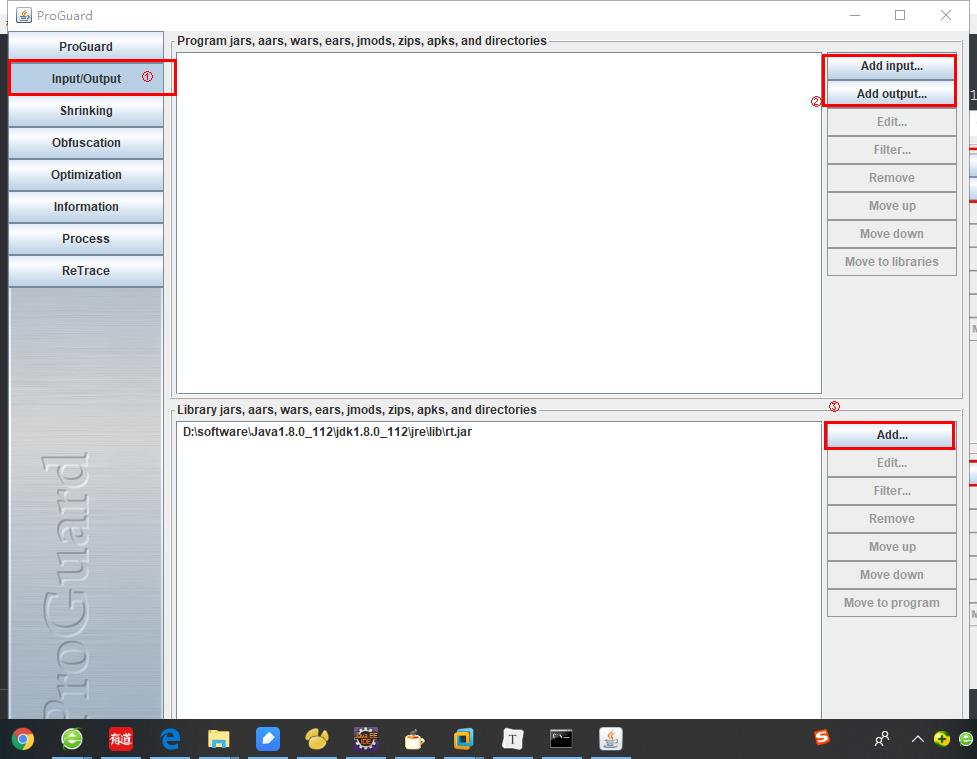 ProGuard
ProGuard
Input/Output ①
Shrinking
Obfuscation
Optimization
Information
Process
ReTrace
ProGuard
Program jars, aars, wars, ears, jmods, zips, apks, and directories
Add input...
② Add output...
Edit...
Filter...
Remove
Move up
Move down
Move to libraries
Library jars, aars, wars, ears, jmods, zips, apks, and directories
③
D:\software\Java1.8.0_112\jdk1.8.0_112\jre\lib\rt.jar
Add...
Edit...
Filter...
Remove
Move up
Move down
Move to program
有道
JAVA EE
IDE
T